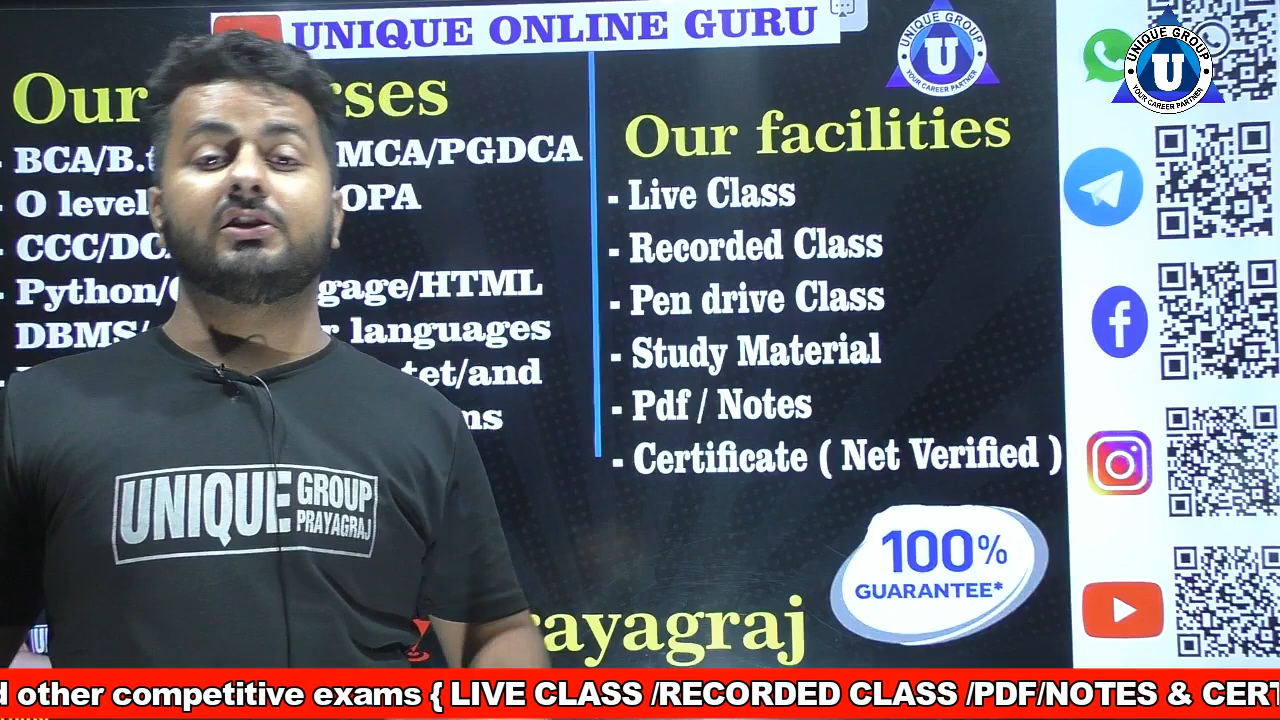 UNIQUE ONLINE GURU
UNIQUE GROUP
U
YOUR CAREER PARTNER
UNIQUE GROUP
U
YOUR CAREER PARTNER
Our
- BCA/B.t MCA/PGDCA
- O level OPA
- CCC/DC
- Python/ gage/HTML
DBMS/ languages
tet/and
ms
Our facilities
- Live Class
- Recorded Class
- Pen drive Class
- Study Material
- Pdf / Notes
- Certificate ( Net Verified )
100%
GUARANTEE*
rayagraj
UNIQUE GROUP
PRAYAGRAJ
d other competitive exams { LIVE CLASS /RECORDED CLASS /PDF/NOTES & CERT